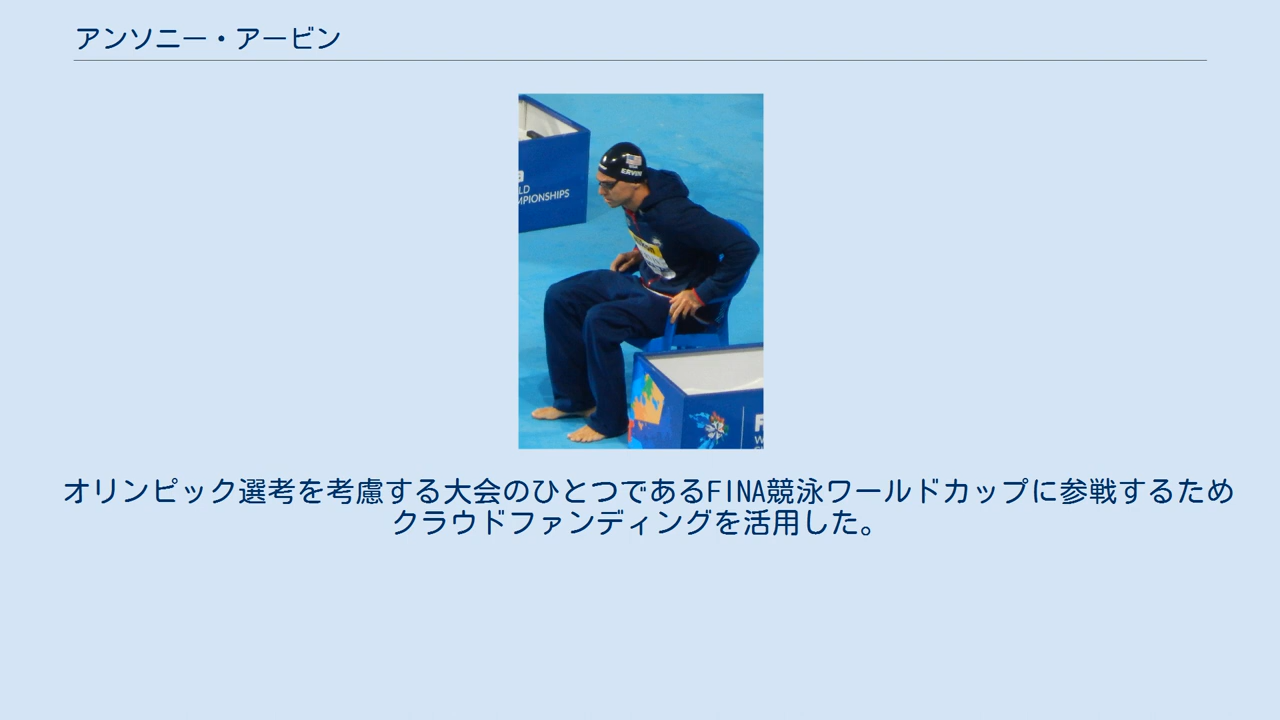 アンソニー・アービン
ERVIN
LD
MPIONSHIPS
オリンピック選考を考慮する大会のひとつであるFINA競泳ワールドカップに参戦するため
クラウドファンディングを活用した。